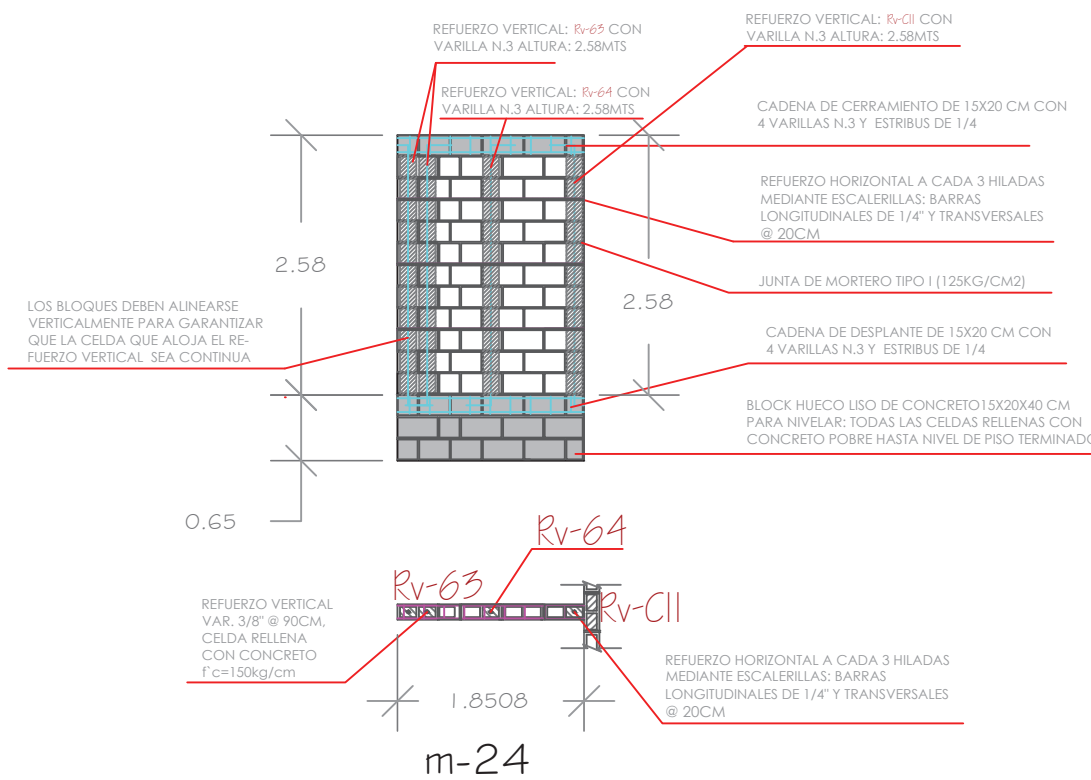 REFUERZO VERTICAL: Rv-63 CON
VARILLA N.3 ALTURA: 2.58MTS
REFUERZO VERTICAL: Rv-C11 CON
VARILLA N.3 ALTURA: 2.58MTS
REFUERZO VERTICAL: Rv-64 CON
VARILLA N.3 ALTURA: 2.58MTS
CADENA DE CERRAMIENTO DE 15X20 CM CON
4 VARILLAS N.3 Y ESTRIBUS DE 1/4
REFUERZO HORIZONTAL A CADA 3 HILADAS
MEDIANTE ESCALERILLAS: BARRAS
LONGITUDINALES DE 1/4" Y TRANSVERSALES
@ 20CM
2.58
JUNTA DE MORTERO TIPO I (125KG/CM2)
2.58
LOS BLOQUES DEBEN ALINEARSE
VERTICALMENTE PARA GARANTIZAR
QUE LA CELDA QUE ALOJA EL RE-
FUERZO VERTICAL SEA CONTINUA
CADENA DE DESPLANTE DE 15X20 CM CON
4 VARILLAS N.3 Y ESTRIBUS DE 1/4
BLOCK HUECO LISO DE CONCRETO15X20X40 CM
PARA NIVELAR: TODAS LAS CELDAS RELLENAS CON
CONCRETO POBRE HASTA NIVEL DE PISO TERMINADO
0.65
Rv-64
Rv-63
Rv-C11
REFUERZO VERTICAL
VAR. 3/8" @ 90CM,
CELDA RELLENA
CON CONCRETO
f`c=150kg/cm
REFUERZO HORIZONTAL A CADA 3 HILADAS
MEDIANTE ESCALERILLAS: BARRAS
LONGITUDINALES DE 1/4" Y TRANSVERSALES
@ 20CM
1.8508
m-24